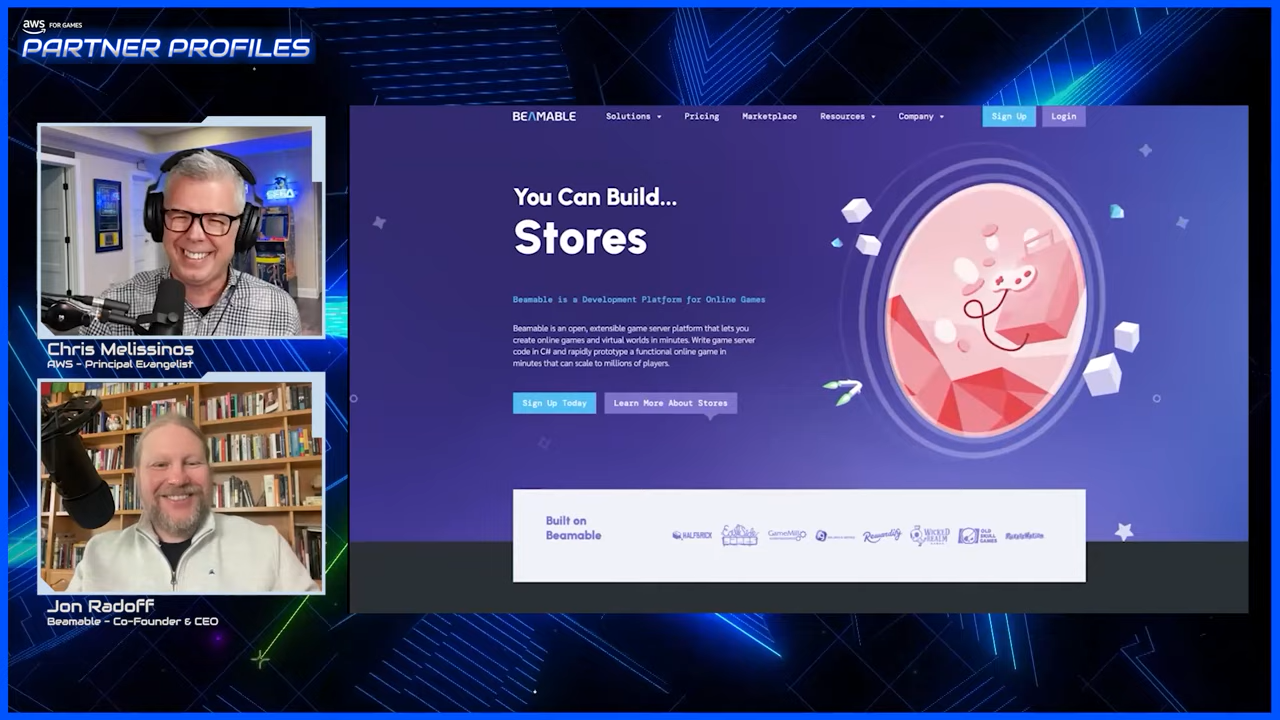 aws FOR GAMES
PARTNER PROFILES
SEGA
Chris Melissinos
AWS - Principal Evangelist
Jon Radoff
Beamable - Co-Founder & CEO
BEAMABLE
Solutions
Pricing
Marketplace
Resources
Company
Sign Up
Login
You Can Build...
Stores
Beamable is a Development Platform for Online Games
Beamable is an open, extensible game server platform that lets you
create online games and virtual worlds in minutes. Write game server
code in C# and rapidly prototype a functional online game in
minutes that can scale to millions of players.
Sign Up Today
Learn More About Stores
Built on
Beamable
HALFBRICK
GameMill
Rewardify
WICKED REALM
OLD SKULL GAMES